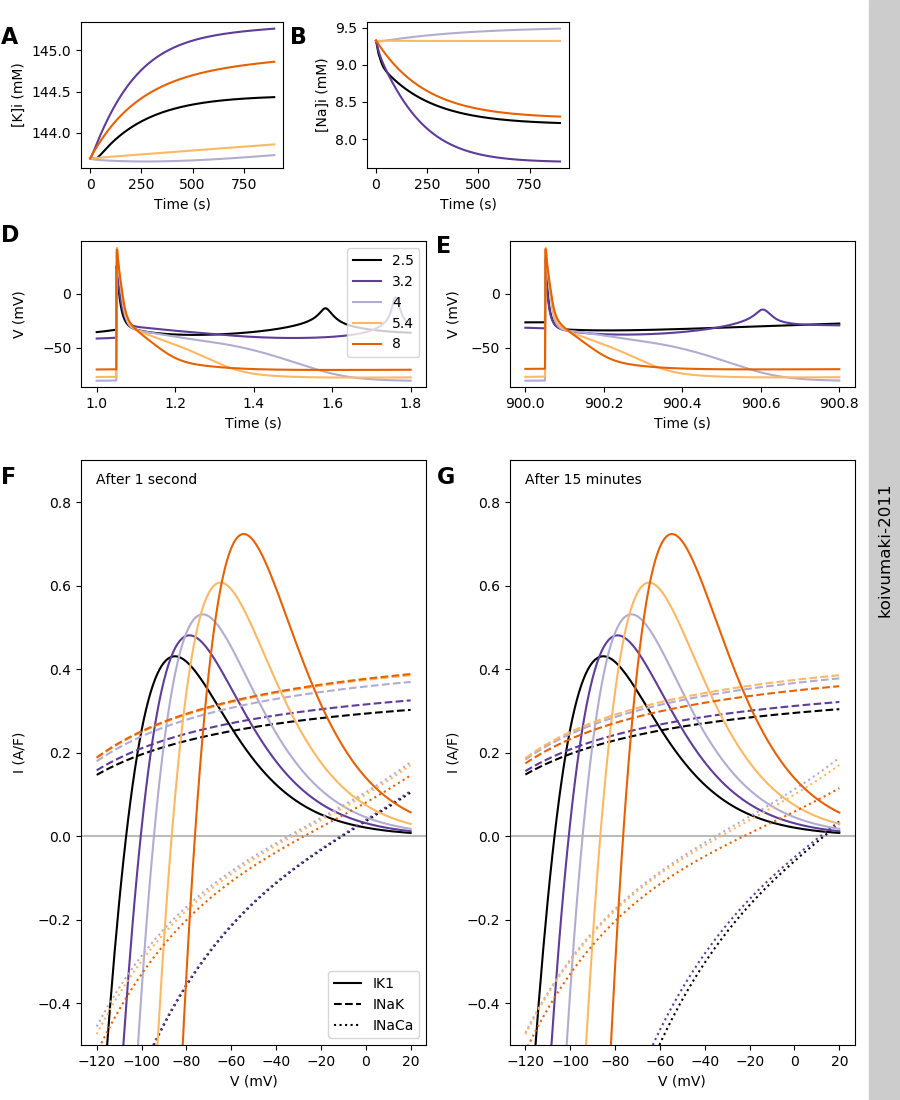 A
[K]i (mM)
145.0
144.5
144.0
0 250 500 750
Time (s)
B
[Na]i (mM)
9.5
9.0
8.5
8.0
0 250 500 750
Time (s)
D
V (mV)
0
−50
1.0 1.2 1.4 1.6 1.8
Time (s)
2.5
3.2
4
5.4
8
E
V (mV)
0
−50
900.0 900.2 900.4 900.6 900.8
Time (s)
F
After 1 second
I (A/F)
0.8
0.6
0.4
0.2
0.0
−0.2
−0.4
−120 −100 −80 −60 −40 −20 0 20
V (mV)
IK1
INaK
INaCa
G
After 15 minutes
I (A/F)
0.8
0.6
0.4
0.2
0.0
−0.2
−0.4
−120 −100 −80 −60 −40 −20 0 20
V (mV)
koivumaki-2011